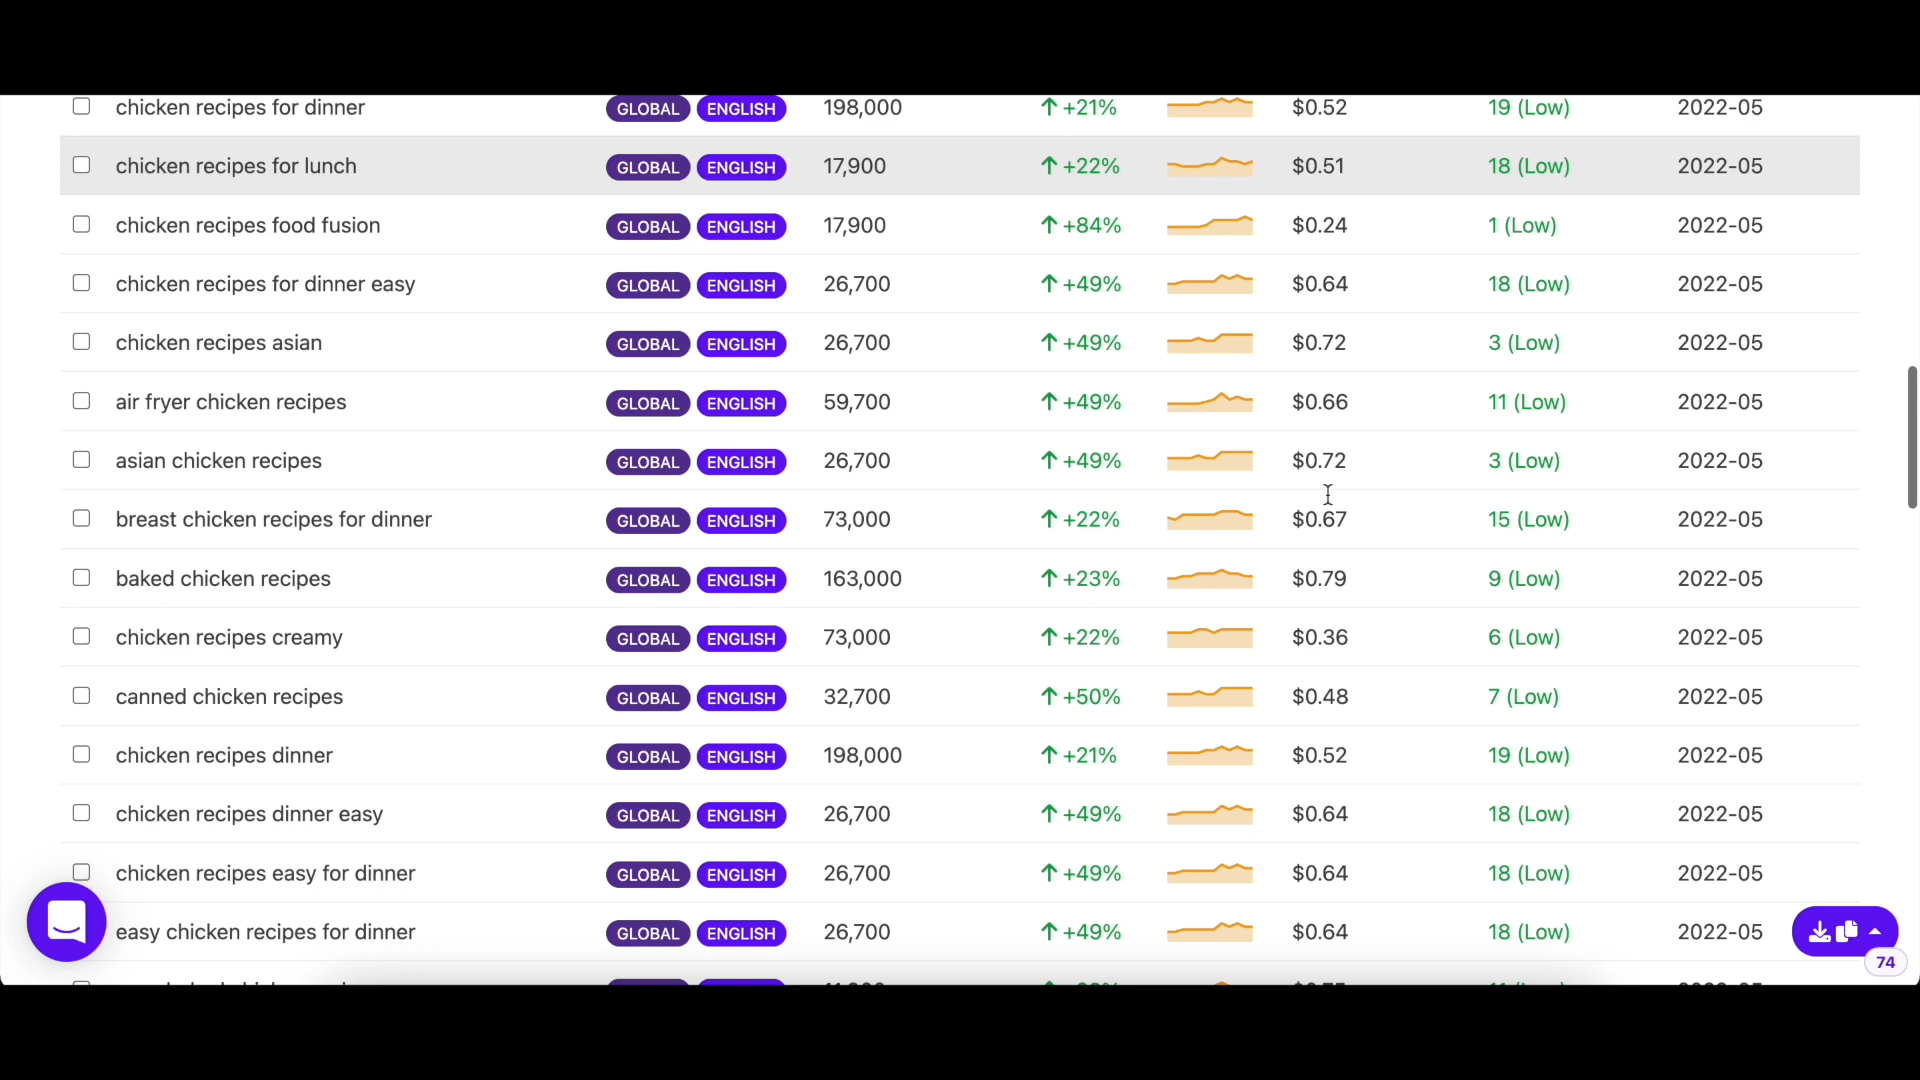 chicken recipes for dinner GLOBAL ENGLISH 198,000 +21% $0.52 19 (Low) 2022-05
chicken recipes for lunch GLOBAL ENGLISH 17,900 +22% $0.51 18 (Low) 2022-05
chicken recipes food fusion GLOBAL ENGLISH 17,900 +84% $0.24 1 (Low) 2022-05
chicken recipes for dinner easy GLOBAL ENGLISH 26,700 +49% $0.64 18 (Low) 2022-05
chicken recipes asian GLOBAL ENGLISH 26,700 +49% $0.72 3 (Low) 2022-05
air fryer chicken recipes GLOBAL ENGLISH 59,700 +49% $0.66 11 (Low) 2022-05
asian chicken recipes GLOBAL ENGLISH 26,700 +49% $0.72 3 (Low) 2022-05
breast chicken recipes for dinner GLOBAL ENGLISH 73,000 +22% $0.67 15 (Low) 2022-05
baked chicken recipes GLOBAL ENGLISH 163,000 +23% $0.79 9 (Low) 2022-05
chicken recipes creamy GLOBAL ENGLISH 73,000 +22% $0.36 6 (Low) 2022-05
canned chicken recipes GLOBAL ENGLISH 32,700 +50% $0.48 7 (Low) 2022-05
chicken recipes dinner GLOBAL ENGLISH 198,000 +21% $0.52 19 (Low) 2022-05
chicken recipes dinner easy GLOBAL ENGLISH 26,700 +49% $0.64 18 (Low) 2022-05
chicken recipes easy for dinner GLOBAL ENGLISH 26,700 +49% $0.64 18 (Low) 2022-05
easy chicken recipes for dinner GLOBAL ENGLISH 26,700 +49% $0.64 18 (Low) 2022-05
74